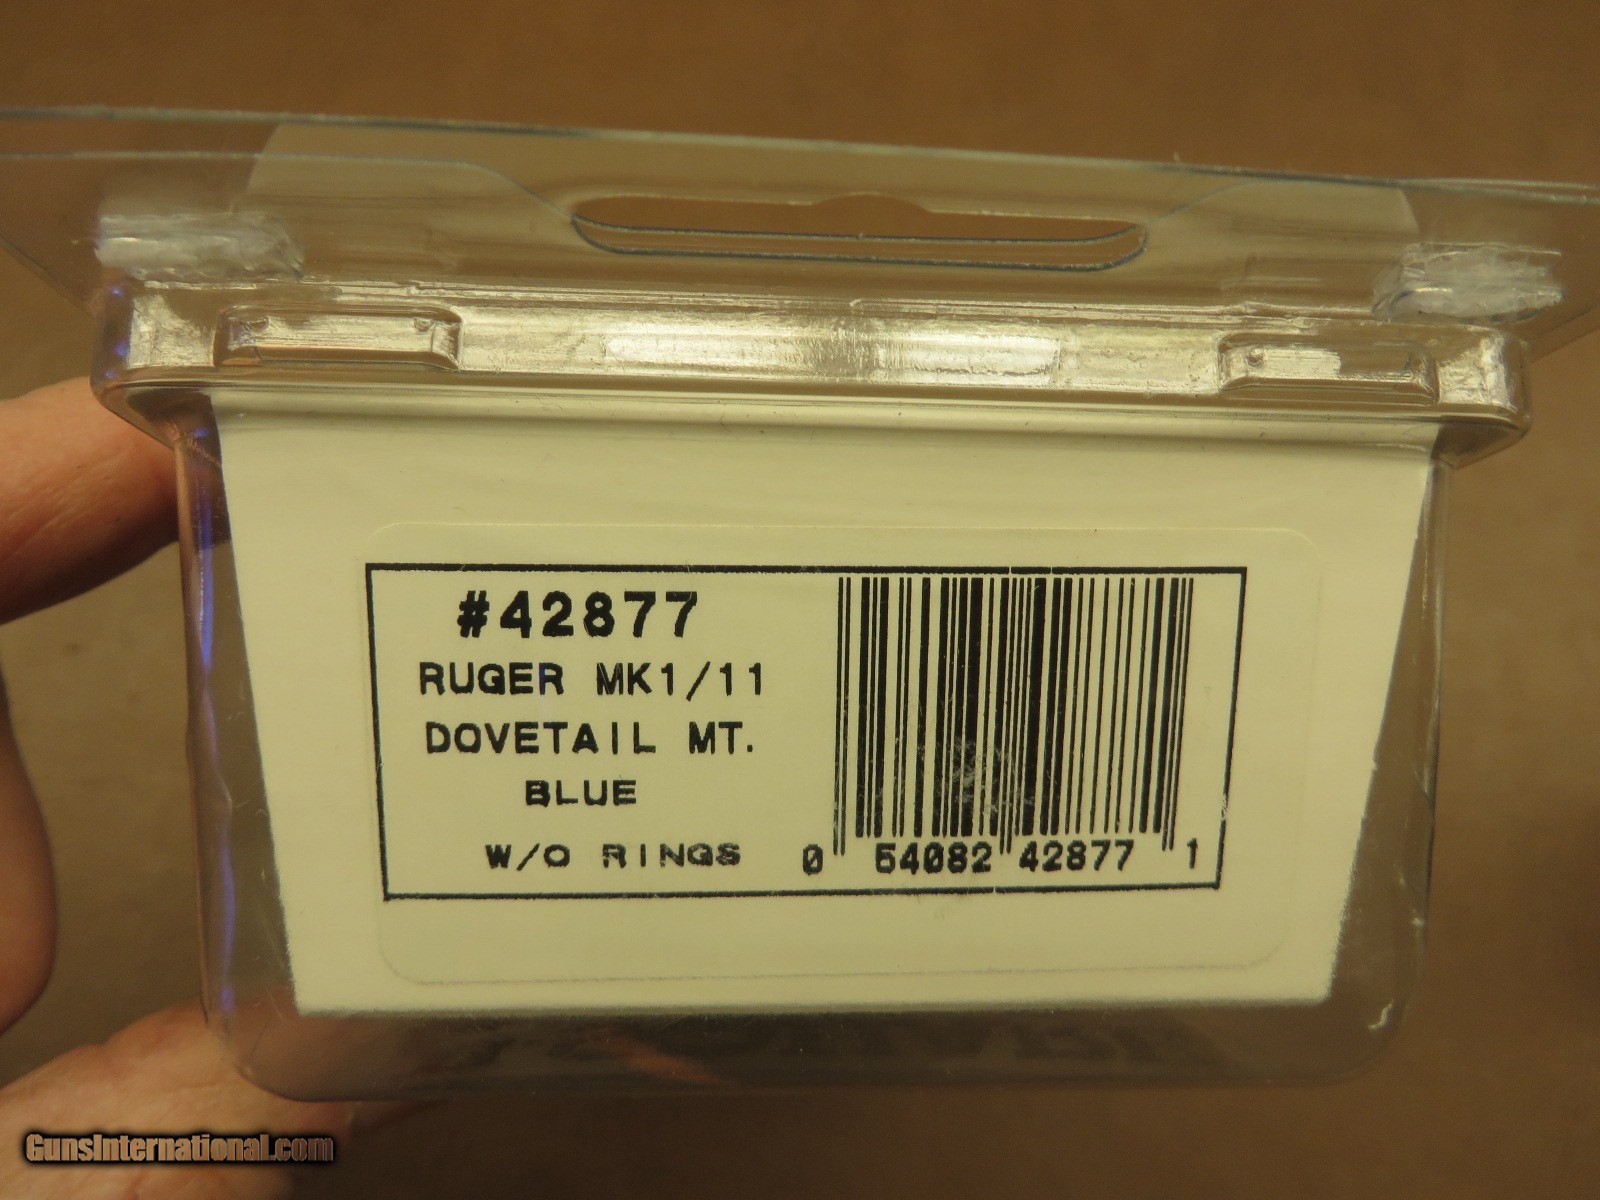 #42877
RUGER MK1/11
DOVETAIL MT.
BLUE
W/O RINGS
0 54082 42877 1
GunsInternational.com